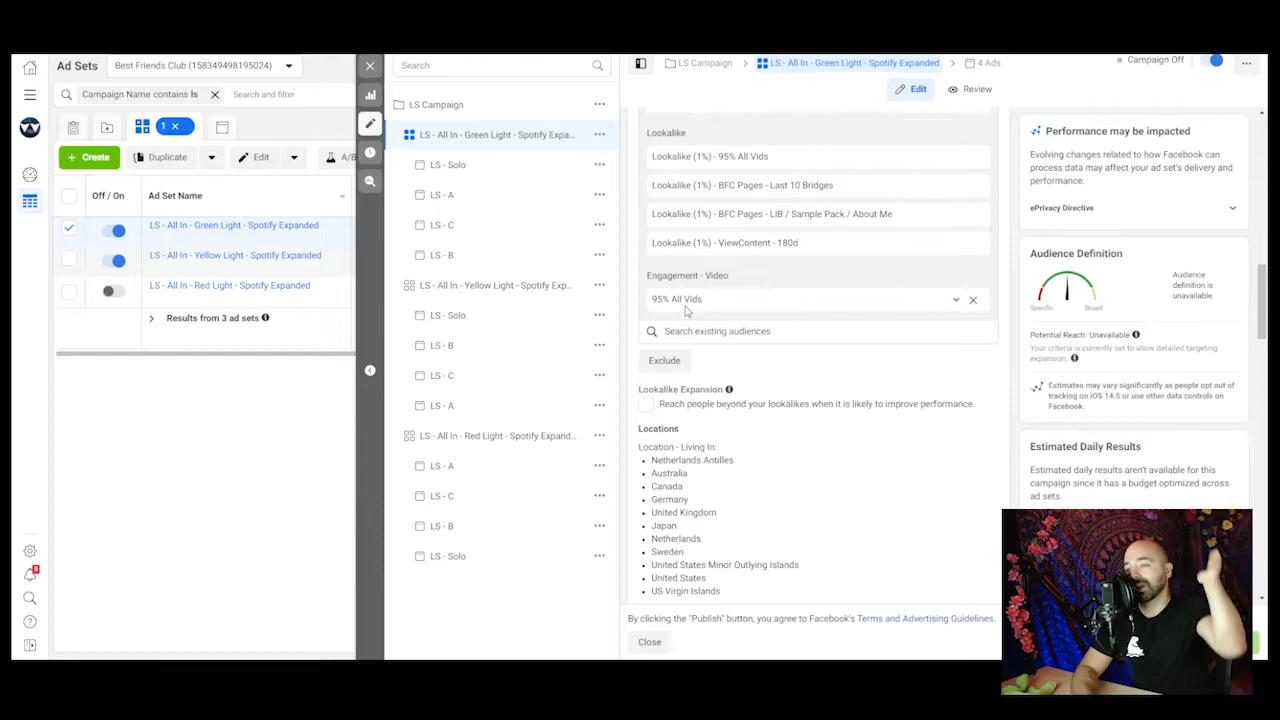 Ad Sets
Best Friends Club (158349498195024)
Campaign Name contains ls
Search and filter
1
Create
Duplicate
Edit
A/B
Off / On
Ad Set Name
LS - All In - Green Light - Spotify Expanded
LS - All In - Yellow Light - Spotify Expanded
LS - All In - Red Light - Spotify Expanded
Results from 3 ad sets
Search
LS Campaign
LS - All In - Green Light - Spotify Expa...
LS - Solo
LS - A
LS - C
LS - B
LS - All In - Yellow Light - Spotify Exp...
LS - Solo
LS - B
LS - C
LS - A
LS - All In - Red Light - Spotify Expand...
LS - A
LS - C
LS - B
LS - Solo
LS Campaign
LS - All In - Green Light - Spotify Expanded
4 Ads
Campaign Off
Edit
Review
Lookalike
Lookalike (1%) - 95% All Vids
Lookalike (1%) - BFC Pages - Last 10 Bridges
Lookalike (1%) - BFC Pages - LIB / Sample Pack / About Me
Lookalike (1%) - ViewContent - 180d
Engagement - Video
95% All Vids
Search existing audiences
Exclude
Lookalike Expansion
Reach people beyond your lookalikes when it is likely to improve performance.
Locations
Location - Living In:
Netherlands Antilles
Australia
Canada
Germany
United Kingdom
Japan
Netherlands
Sweden
United States Minor Outlying Islands
United States
US Virgin Islands
By clicking the "Publish" button, you agree to Facebook's Terms and Advertising Guidelines.
Close
Performance may be impacted
Evolving changes related to how Facebook can
process data may affect your ad set's delivery and
performance.
ePrivacy Directive
Audience Definition
Specific
Broad
Audience
definition is
unavailable.
Potential Reach: Unavailable
Your criteria is currently set to allow detailed targeting
expansion.
Estimates may vary significantly as people opt out of
tracking on iOS 14.5 or use other data controls on
Facebook.
Estimated Daily Results
Estimated daily results aren't available for this
campaign since it has a budget optimized across
ad sets.